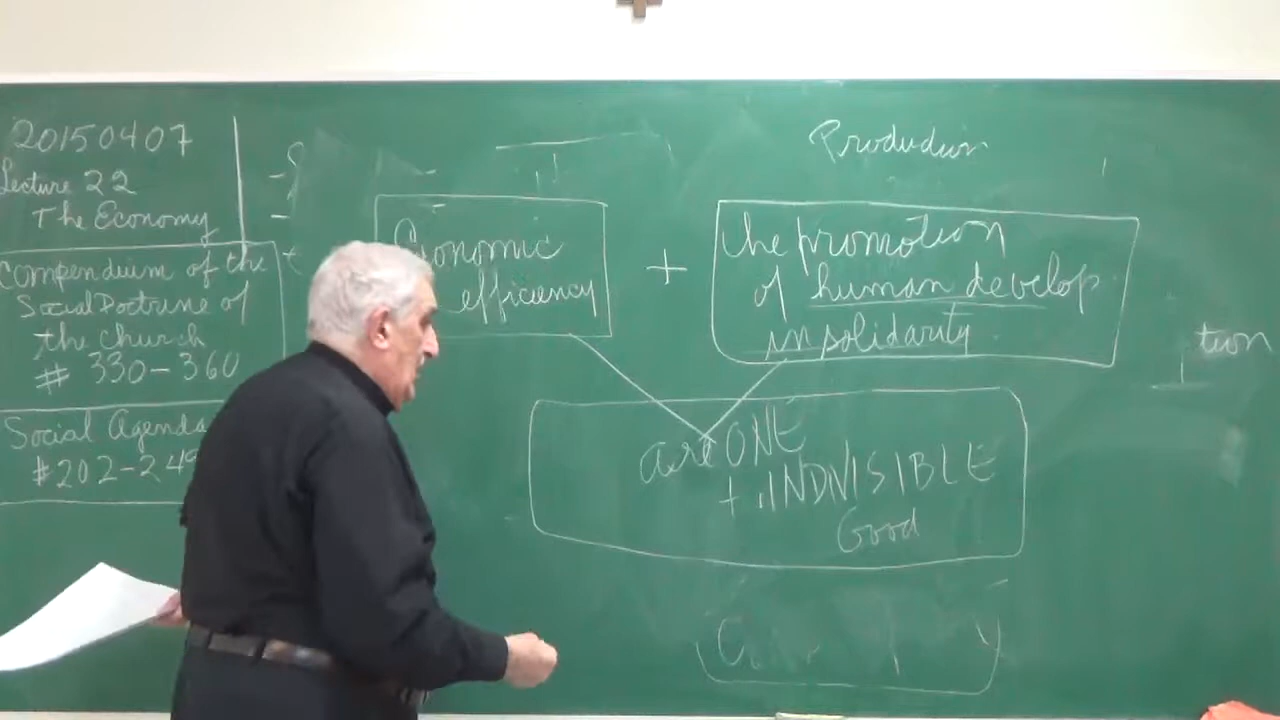 20150407
Lecture 22
The Economy
Compendium of the
Social Doctrine of
the church
# 330-360
Social Agenda
#202-249
Production
Economic
efficiency
+
the promotion
of human develop
in solidarity
tion
are ONE
+ INDIVISIBLE
Good